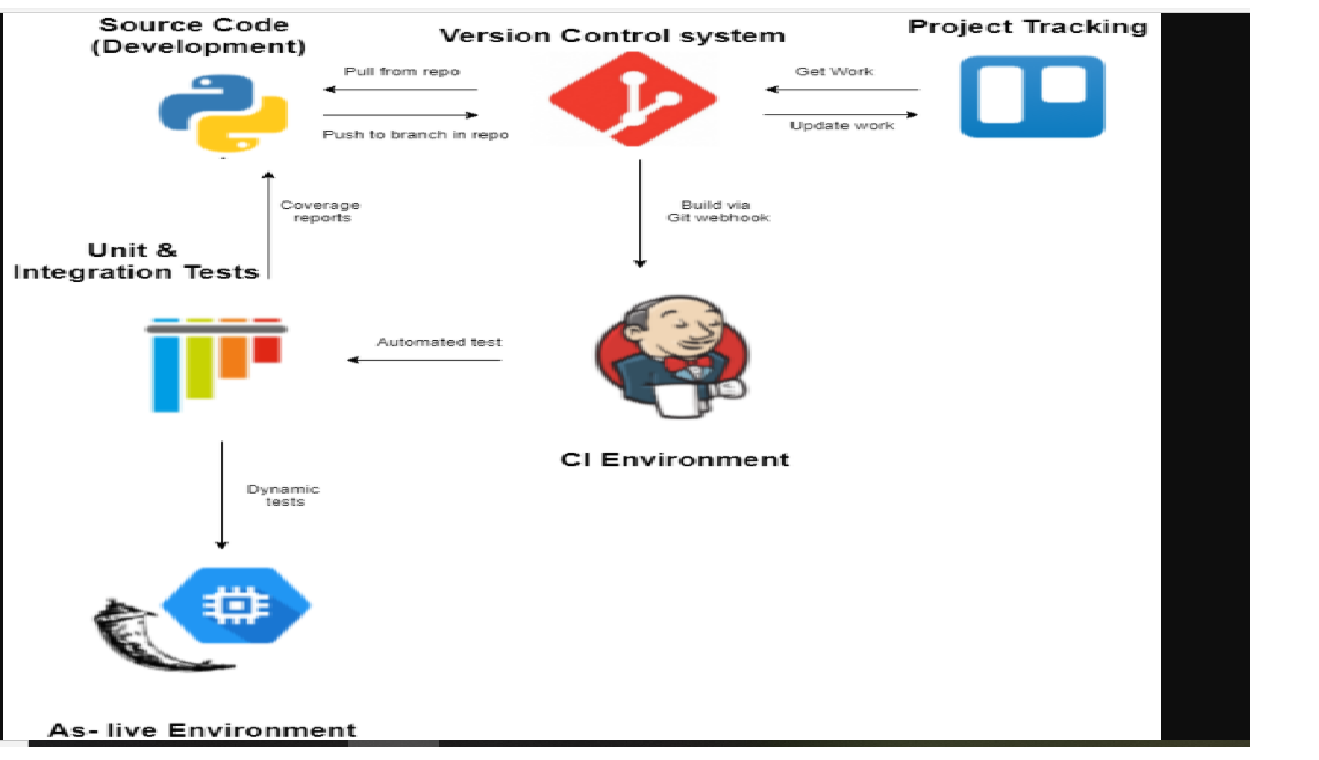 Source Code
(Development)
Version Control system
Project Tracking
Pull from repo
Push to branch in repo
Get Work
Update work
Coverage
reports
Build via
Git webhook
Unit &
Integration Tests
Automated test
CI Environment
Dynamic
tests
As- live Environment